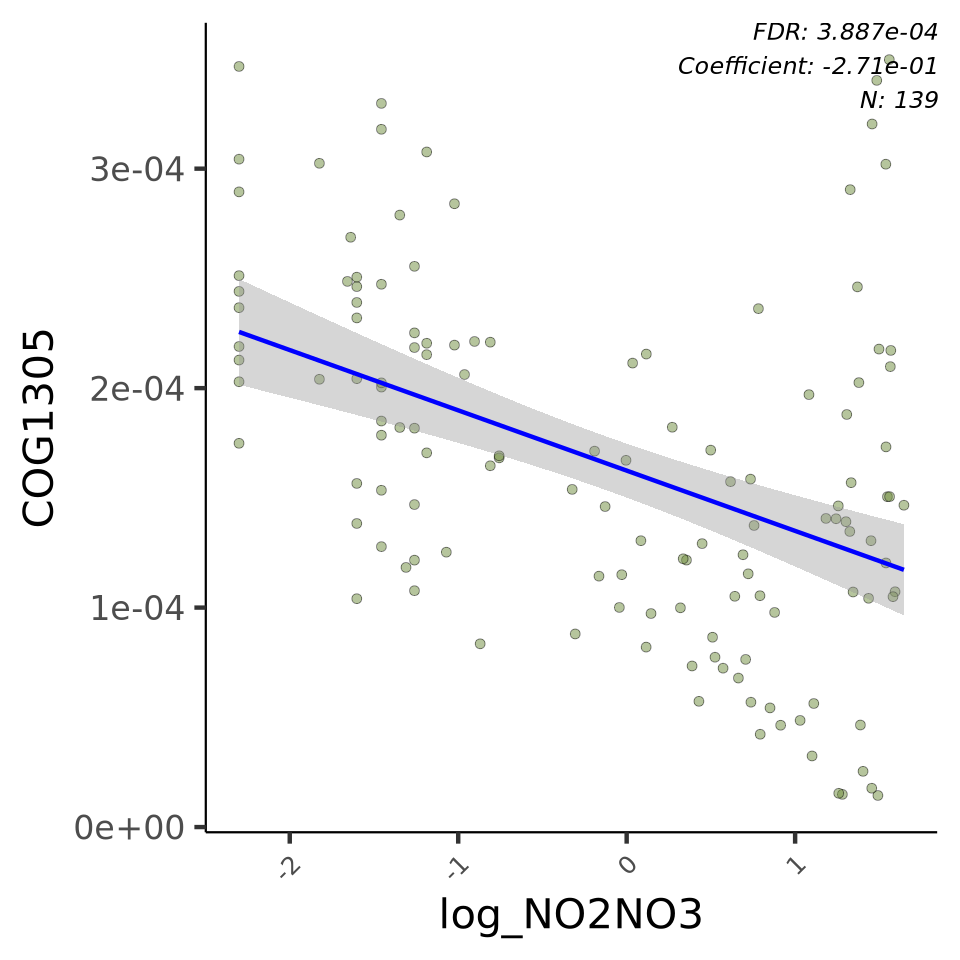 FDR: 3.887e-04
Coefficient: -2.71e-01
N: 139
COG1305
3e-04
2e-04
1e-04
0e+00
-2
-1
0
1
log_NO2NO3